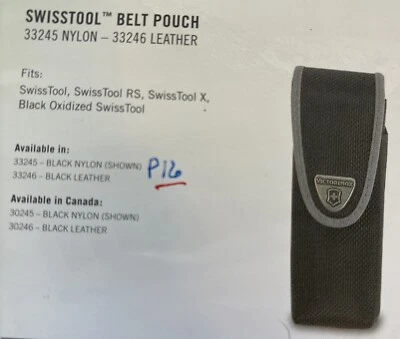 SWISSTOOL™ BELT POUCH
33245 NYLON – 33246 LEATHER
Fits:
SwissTool, SwissTool RS, SwissTool X,
Black Oxidized SwissTool
Available in:
33245 – BLACK NYLON (SHOWN) P16
33246 – BLACK LEATHER
Available in Canada:
30245 – BLACK NYLON (SHOWN)
30246 – BLACK LEATHER
VICTORINOX